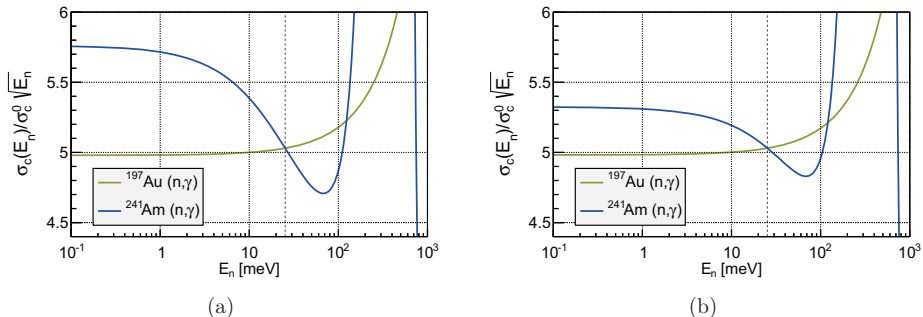 σc(En)/σc⁰ √En
6
5.5
5
4.5
¹⁹⁷Au (n,γ)
²⁴¹Am (n,γ)
10⁻¹ 1 10 10² 10³
En [meV]
(a)
σc(En)/σc⁰ √En
6
5.5
5
4.5
¹⁹⁷Au (n,γ)
²⁴¹Am (n,γ)
10⁻¹ 1 10 10² 10³
En [meV]
(b)